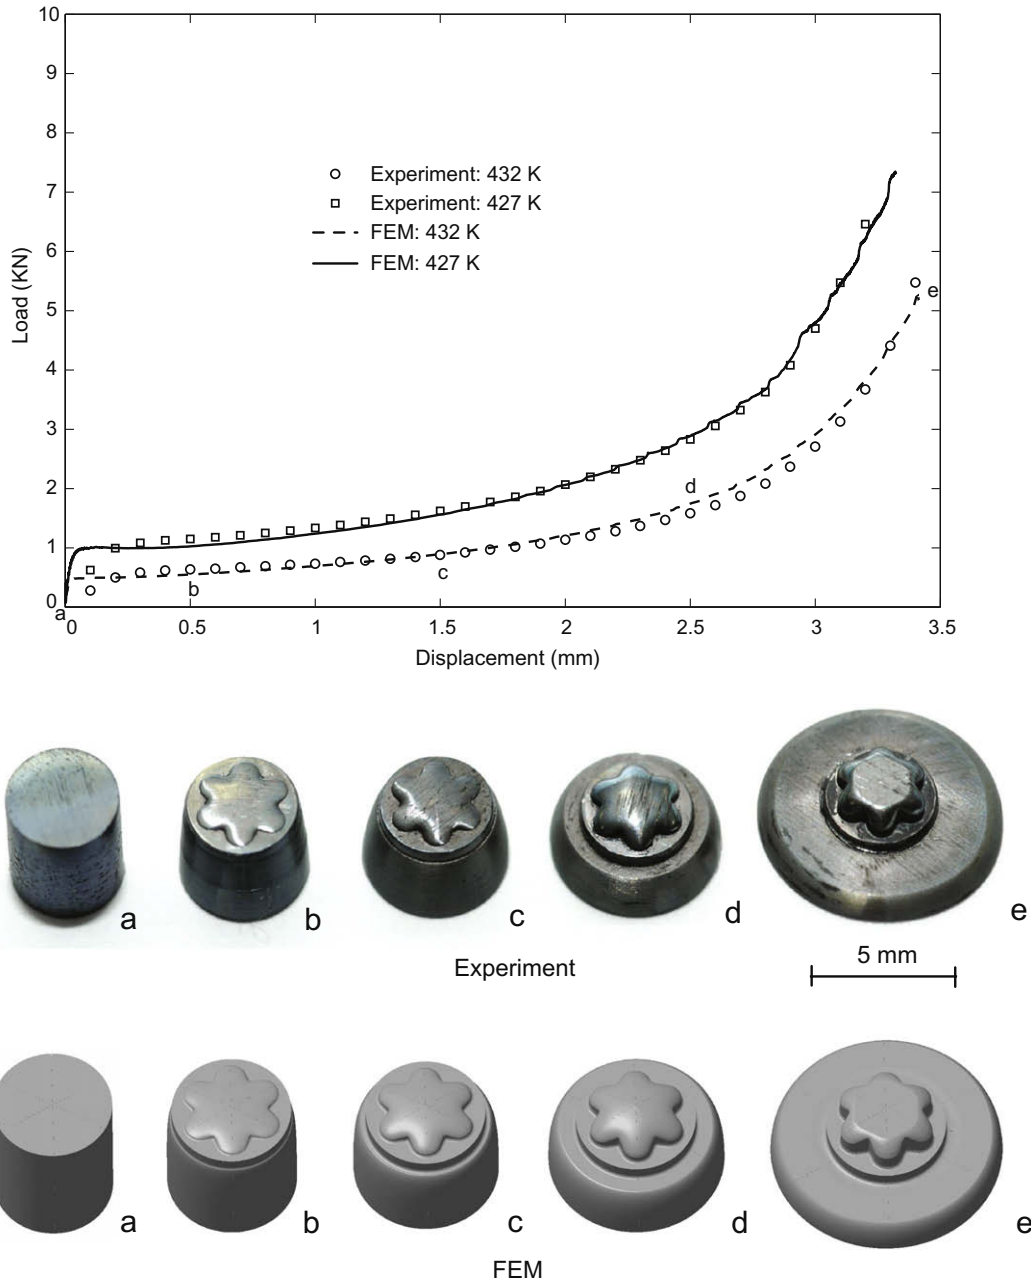 10
9
8
7
6
5
4
3
2
1
0
Load (KN)
Experiment: 432 K
Experiment: 427 K
FEM: 432 K
FEM: 427 K
a
b
c
d
e
0 0.5 1 1.5 2 2.5 3 3.5
Displacement (mm)
a b c d e
Experiment
5 mm
a b c d e
FEM